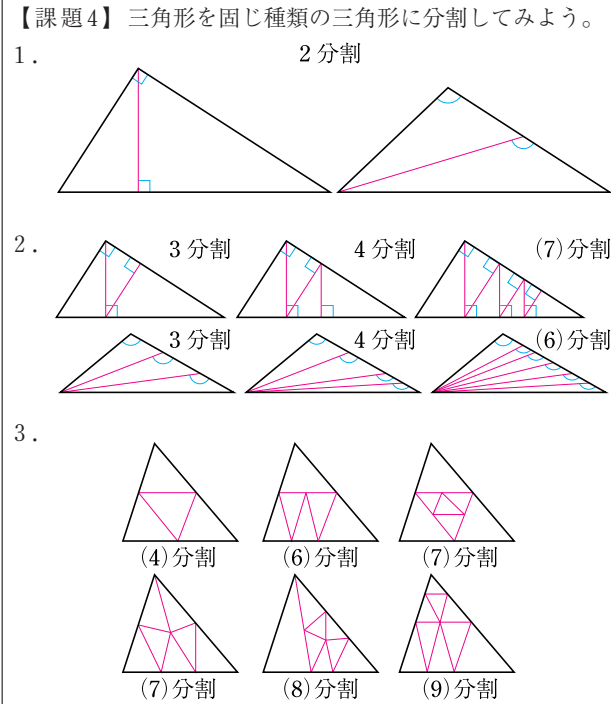 【課題4】三角形を固じ種類の三角形に分割してみよう。
1.
2分割
2.
3分割 4分割 (7)分割
3分割 4分割 (6)分割
3.
(4)分割 (6)分割 (7)分割
(7)分割 (8)分割 (9)分割